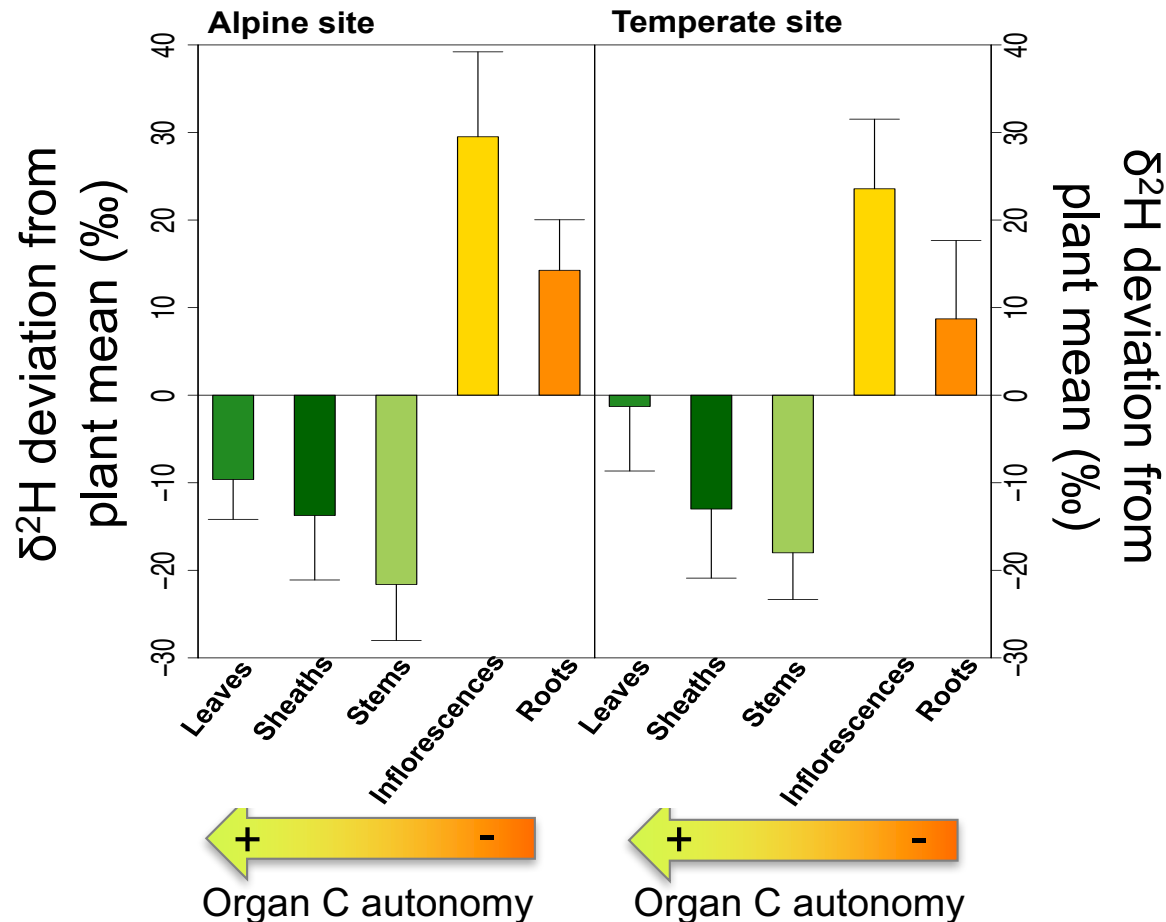 Alpine site
Temperate site
δ²H deviation from
plant mean (‰)
40
30
20
10
0
−10
−20
−30
40
30
20
10
0
−10
−20
−30
δ²H deviation from
plant mean (‰)
Leaves
Sheaths
Stems
Inflorescences
Roots
Leaves
Sheaths
Stems
Inflorescences
Roots
+ -
+ -
Organ C autonomy
Organ C autonomy